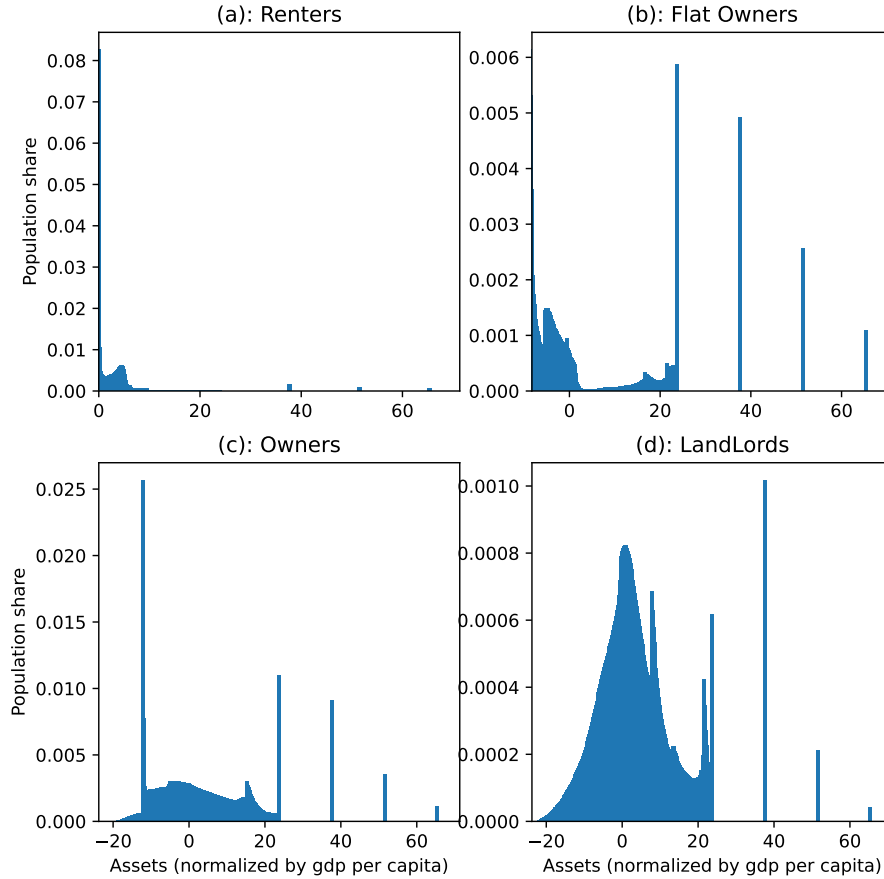 (a): Renters
(b): Flat Owners
Population share
0.08
0.07
0.06
0.05
0.04
0.03
0.02
0.01
0.00
0 20 40 60
0.006
0.005
0.004
0.003
0.002
0.001
0.000
0 20 40 60
(c): Owners
(d): LandLords
Population share
0.025
0.020
0.015
0.010
0.005
0.000
−20 0 20 40 60
Assets (normalized by gdp per capita)
0.0010
0.0008
0.0006
0.0004
0.0002
0.0000
−20 0 20 40 60
Assets (normalized by gdp per capita)